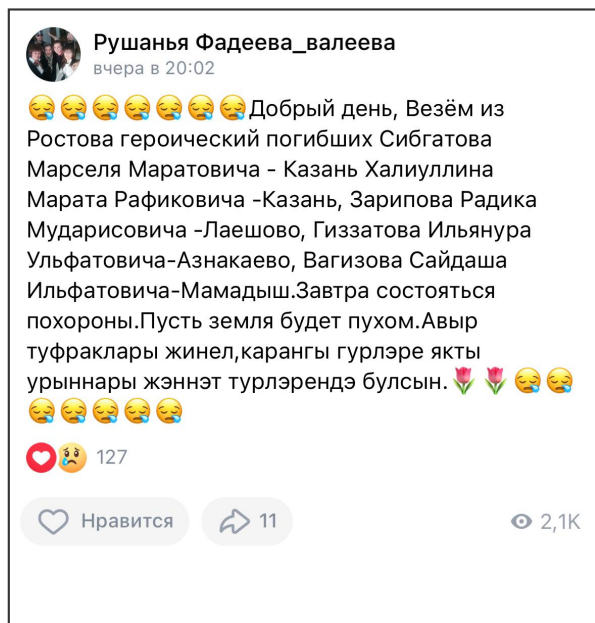 Рушанья Фадеева_валеева
вчера в 20:02
😪😪😪😪😪😪😪Добрый день, Везём из
Ростова героический погибших Сибгатова
Марселя Маратовича - Казань Халиуллина
Марата Рафиковича -Казань, Зарипова Радика
Мударисовича -Лаешово, Гиззатова Ильянура
Ульфатовича-Азнакаево, Вагизова Сайдаша
Ильфатовича-Мамадыш.Завтра состояться
похороны.Пусть земля будет пухом.Авыр
туфраклары жинел,карангы гурлэре якты
урыннары жэннэт турлэрендэ булсын.🌷🌷😪😪
😪😪😪😪😪
127
Нравится
11
2,1K